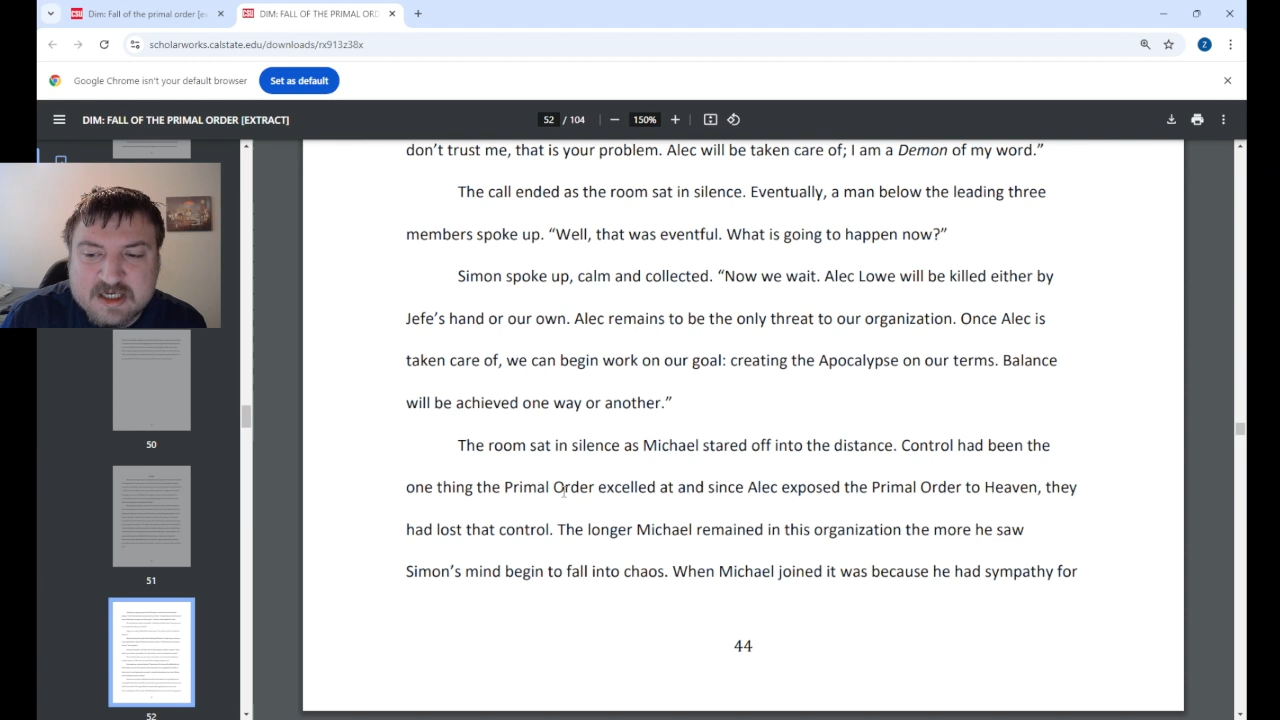 DIM: Fall of the primal order [e
DIM: FALL OF THE PRIMAL ORD
scholarworks.calstate.edu/downloads/rx913z38x
Z
Google Chrome isn't your default browser
Set as default
DIM: FALL OF THE PRIMAL ORDER [EXTRACT]
52 / 104
150%
don’t trust me, that is your problem. Alec will be taken care of; I am a Demon of my word.”
The call ended as the room sat in silence. Eventually, a man below the leading three
members spoke up. “Well, that was eventful. What is going to happen now?”
Simon spoke up, calm and collected. “Now we wait. Alec Lowe will be killed either by
Jefe’s hand or our own. Alec remains to be the only threat to our organization. Once Alec is
taken care of, we can begin work on our goal: creating the Apocalypse on our terms. Balance
will be achieved one way or another.”
The room sat in silence as Michael stared off into the distance. Control had been the
one thing the Primal Order excelled at and since Alec exposed the Primal Order to Heaven, they
had lost that control. The longer Michael remained in this organization the more he saw
Simon’s mind begin to fall into chaos. When Michael joined it was because he had sympathy for
44
50
51
52